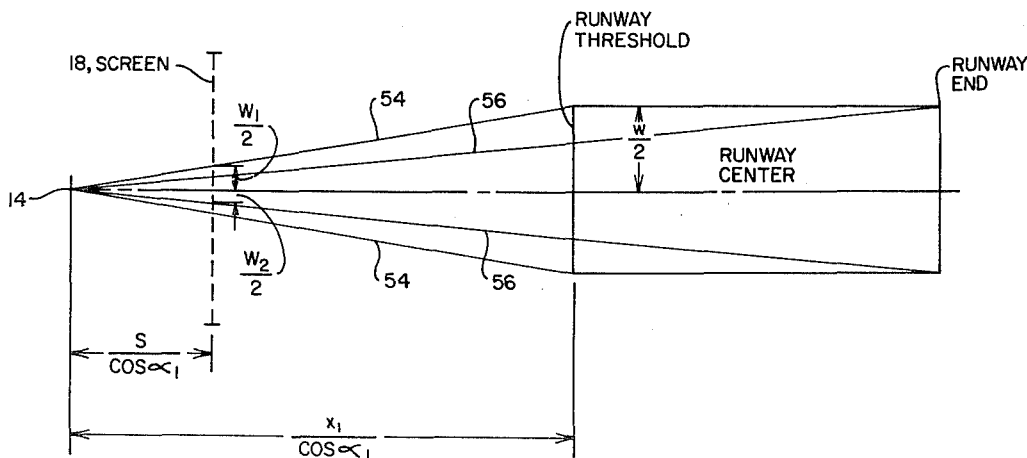 RUNWAY
THRESHOLD
18, SCREEN
RUNWAY
END
54
56
W₁
2
w
2
RUNWAY
CENTER
14
W₂
2
54
56
S
COS∝₁
x₁
COS∝₁